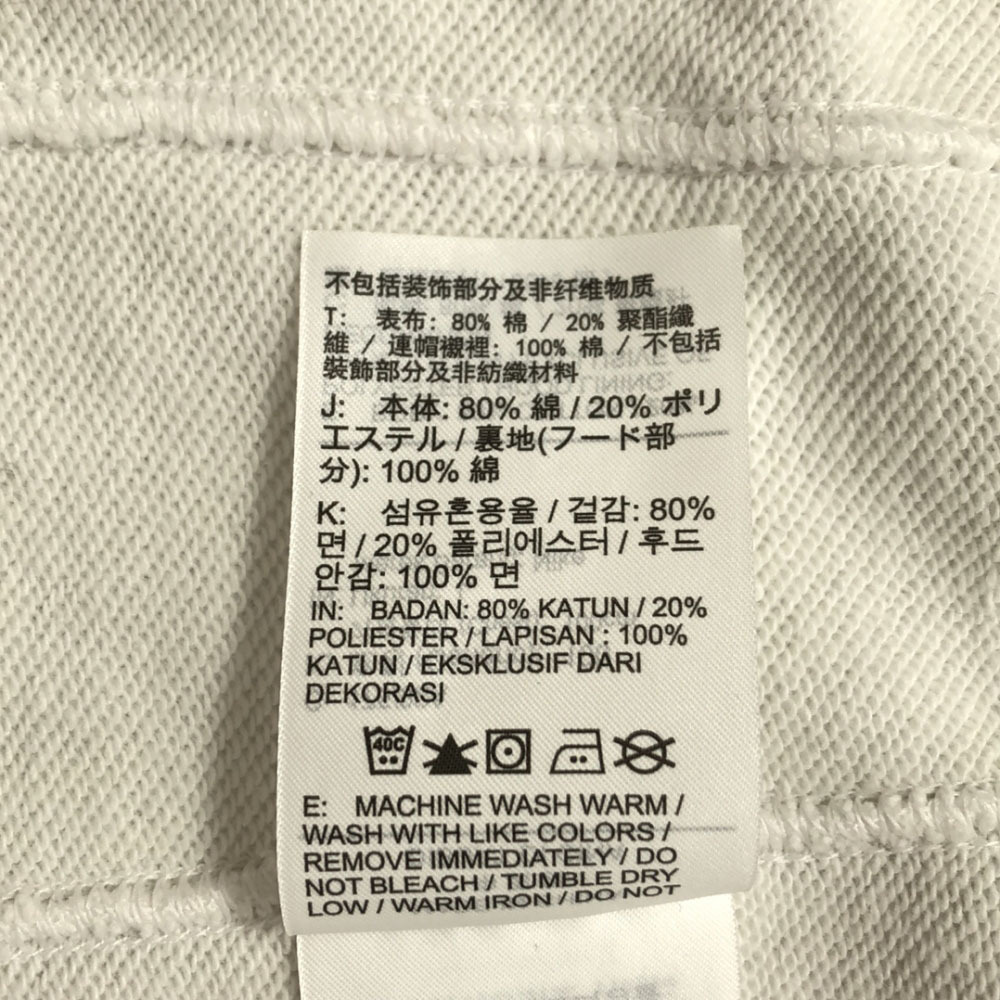 不包括装饰部分及非纤维物质
T: 表布: 80% 棉 / 20% 聚酯纖
維 / 連帽襯裡: 100% 棉 / 不包括
裝飾部分及非紡織材料
J: 本体: 80% 綿 / 20% ポリ
エステル / 裏地(フード部
分): 100% 綿
K: 섬유혼용율 / 겉감: 80%
면 / 20% 폴리에스터 / 후드
안감: 100% 면
IN: BADAN: 80% KATUN / 20%
POLIESTER / LAPISAN : 100%
KATUN / EKSKLUSIF DARI
DEKORASI
40C
E: MACHINE WASH WARM /
WASH WITH LIKE COLORS /
REMOVE IMMEDIATELY / DO
NOT BLEACH / TUMBLE DRY
LOW / WARM IRON / DO NOT